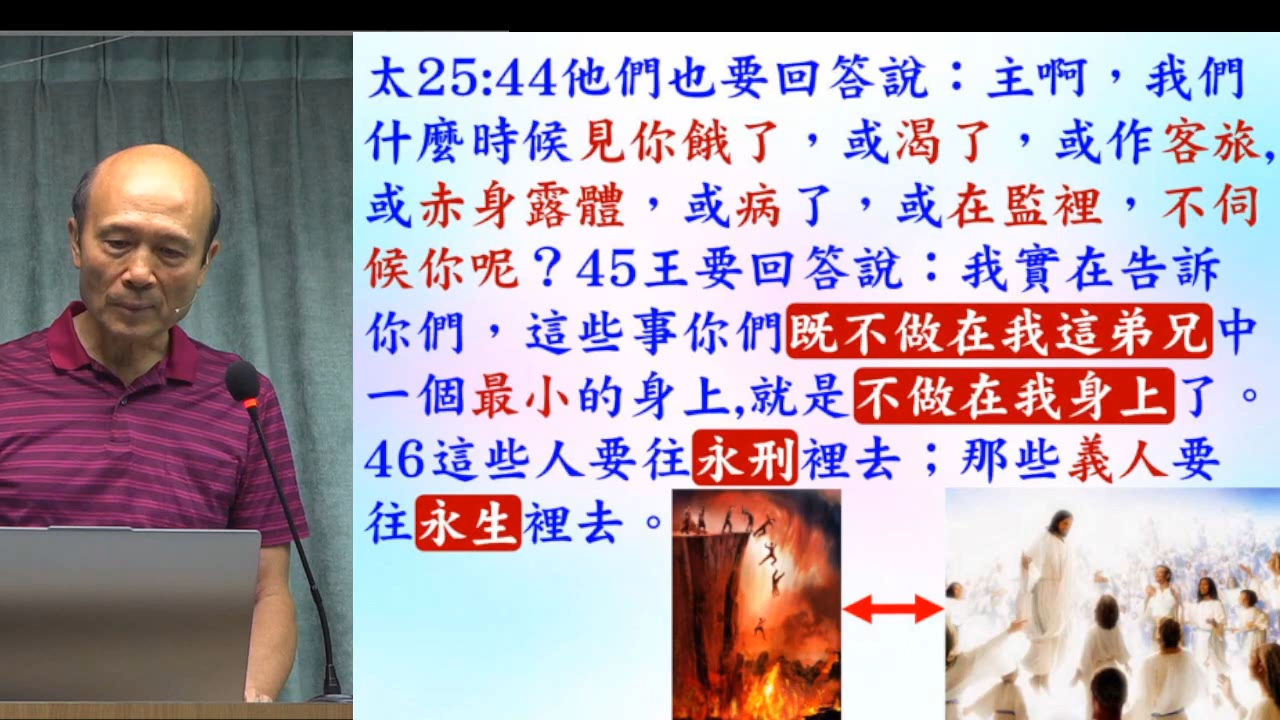 太25:44他們也要回答說：主啊，我們
什麼時候見你餓了，或渴了，或作客旅,
或赤身露體，或病了，或在監裡，不伺
候你呢？45王要回答說：我實在告訴
你們，這些事你們既不做在我這弟兄中
一個最小的身上,就是不做在我身上了。
46這些人要往永刑裡去；那些義人要
往永生裡去。